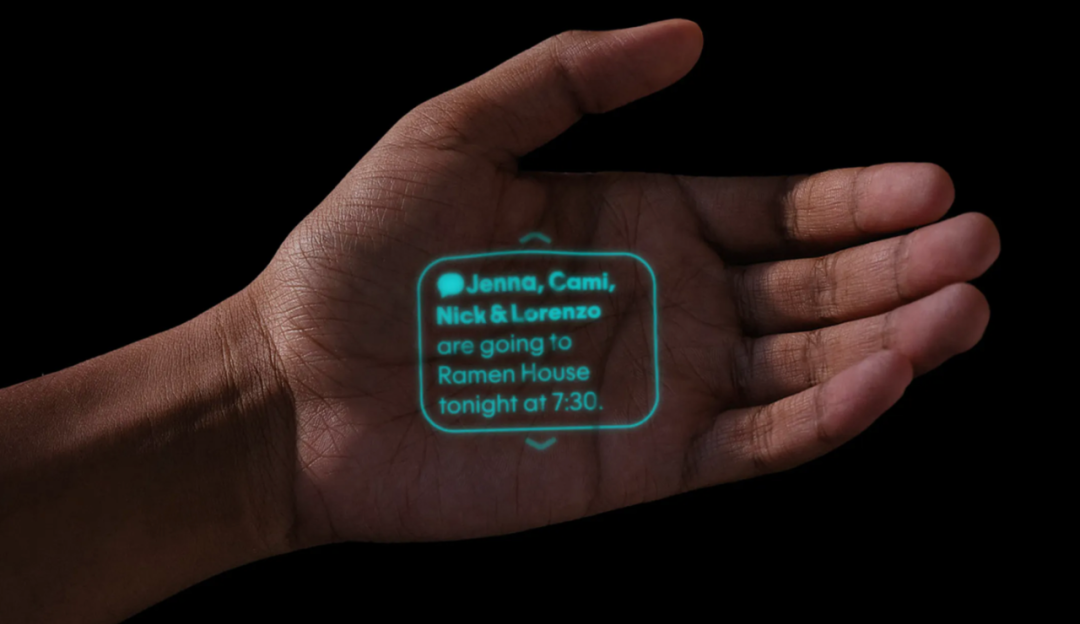 Jenna, Cami,
Nick & Lorenzo
are going to
Ramen House
tonight at 7:30.